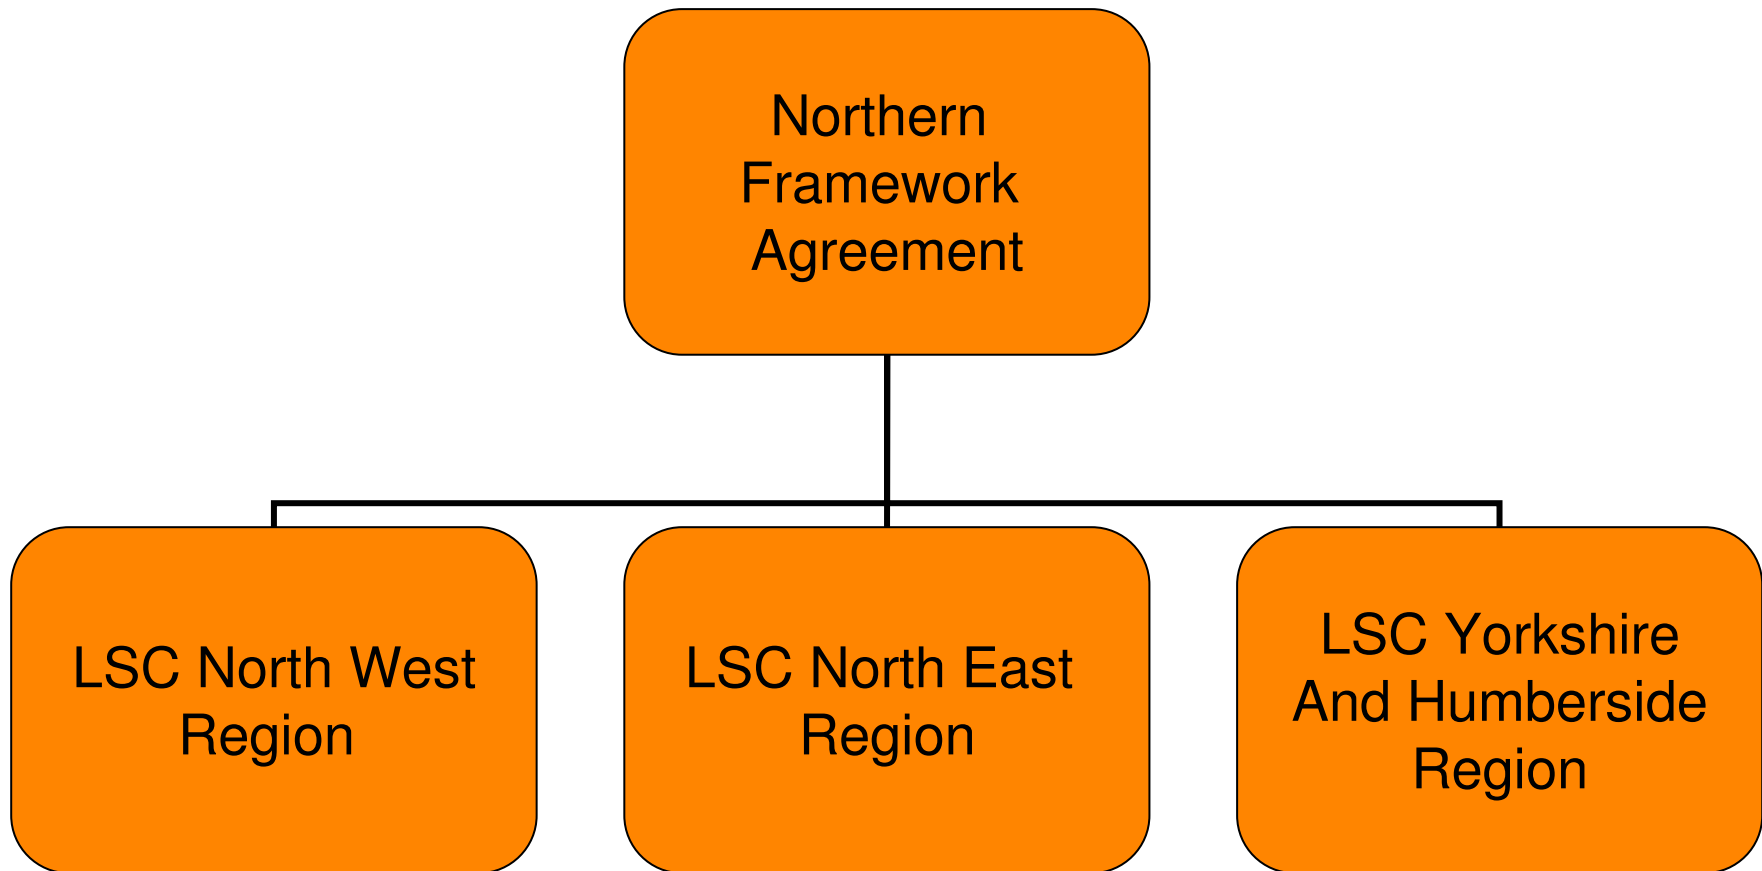 Northern
Framework
Agreement
LSC North West
Region
LSC North East
Region
LSC Yorkshire
And Humberside
Region